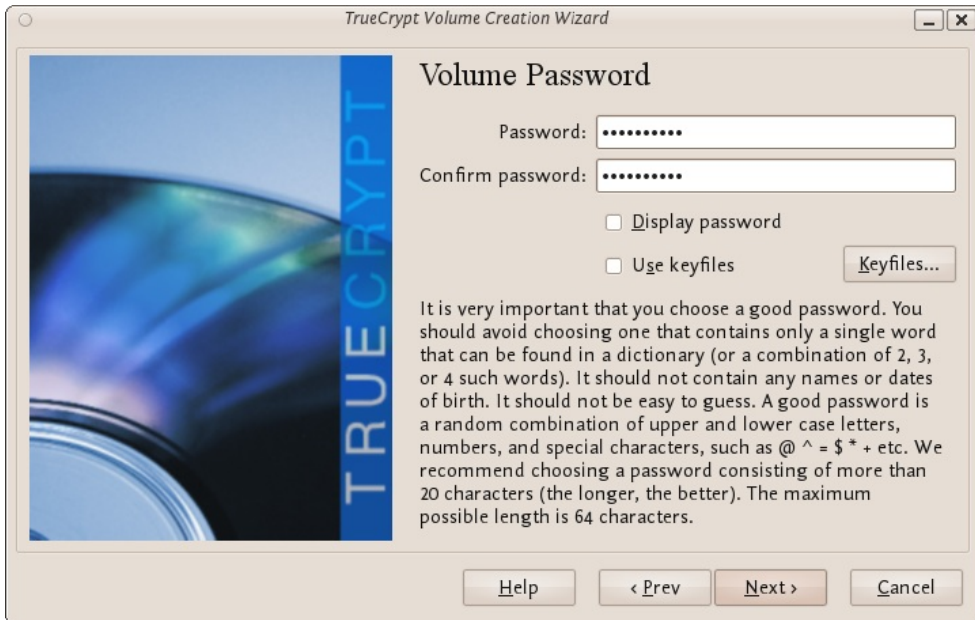 TrueCrypt Volume Creation Wizard
TRUECRYPT
Volume Password
Password: ••••••••••
Confirm password: ••••••••••
Display password
Use keyfiles
Keyfiles...
It is very important that you choose a good password. You
should avoid choosing one that contains only a single word
that can be found in a dictionary (or a combination of 2, 3,
or 4 such words). It should not contain any names or dates
of birth. It should not be easy to guess. A good password is
a random combination of upper and lower case letters,
numbers, and special characters, such as @ ^ = $ * + etc. We
recommend choosing a password consisting of more than
20 characters (the longer, the better). The maximum
possible length is 64 characters.
Help
< Prev
Next >
Cancel